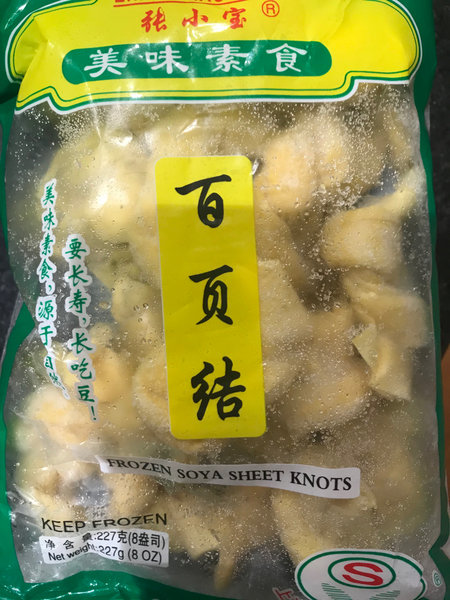 张小宝®
美味素食
百页结
要长寿,长吃豆!
美味素食,源于
FROZEN SOYA SHEET KNOTS
KEEP FROZEN
净含量:227克(8盎司)
Net weight:227g (8 OZ)
S